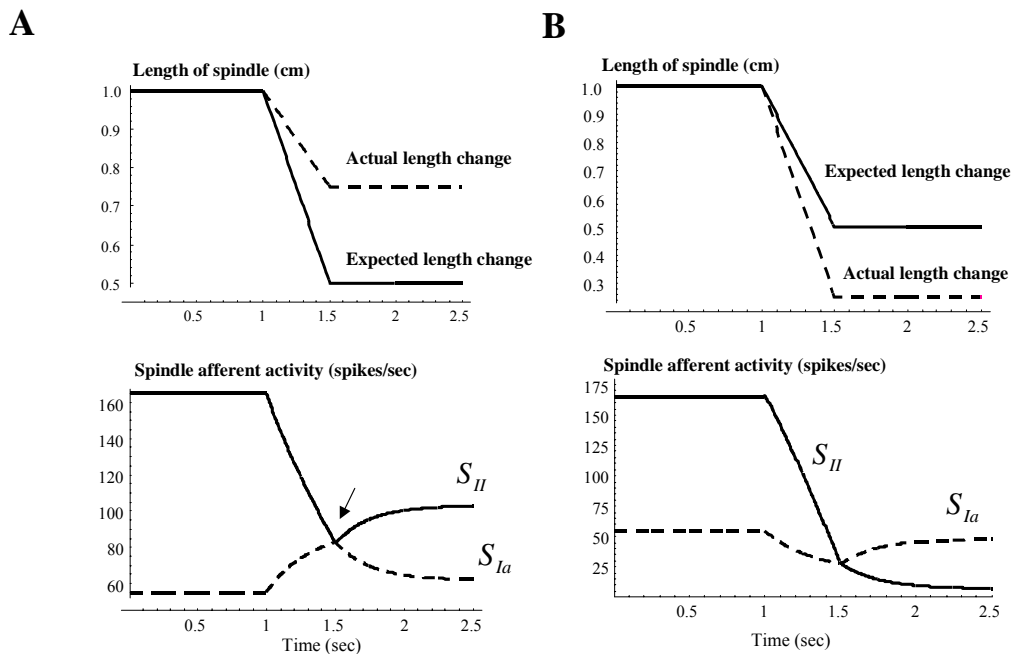 A
Length of spindle (cm)
1.0
0.9
0.8
0.7
0.6
0.5
Actual length change
Expected length change
0.5 1 1.5 2 2.5
Spindle afferent activity (spikes/sec)
160
140
120
100
80
60
S_II
S_Ia
0.5 1 1.5 2 2.5
Time (sec)
B
Length of spindle (cm)
1.0
0.9
0.8
0.7
0.6
0.5
0.4
0.3
Expected length change
Actual length change
0.5 1 1.5 2 2.5
Spindle afferent activity (spikes/sec)
175
150
125
100
75
50
25
S_II
S_Ia
0.5 1 1.5 2 2.5
Time (sec)